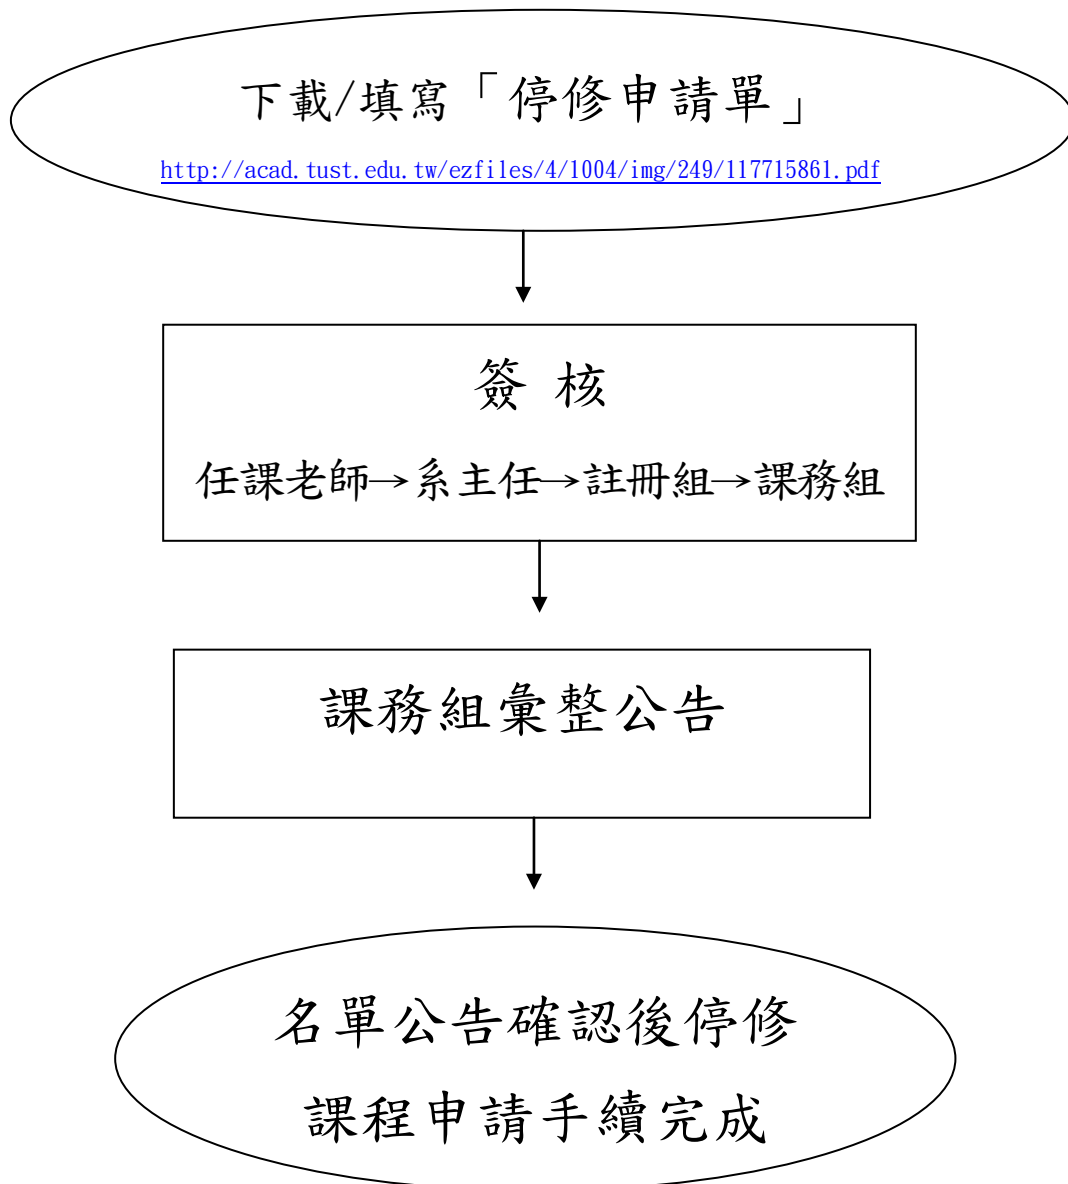 下載/填寫「停修申請單」
http://acad.tust.edu.tw/ezfiles/4/1004/img/249/117715861.pdf
簽 核
任課老師→系主任→註冊組→課務組
課務組彙整公告
名單公告確認後停修
課程申請手續完成